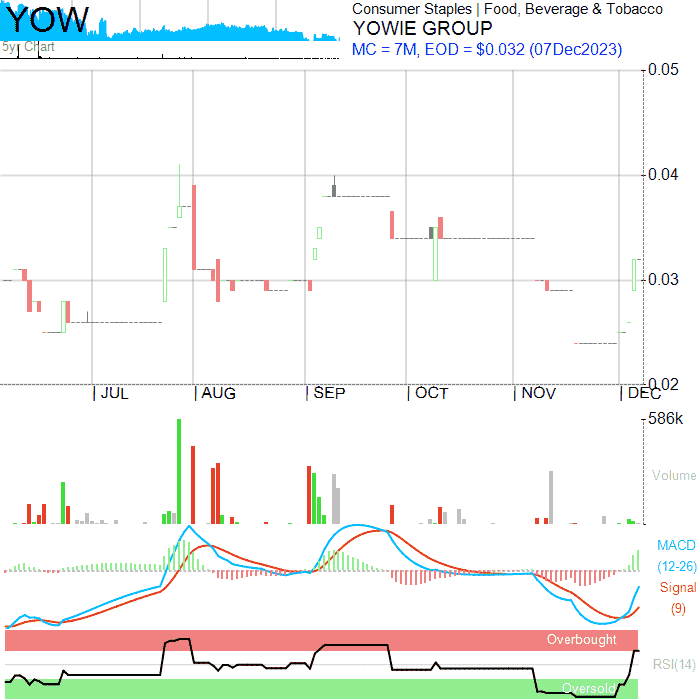 YOW
5yr Chart
Consumer Staples | Food, Beverage & Tobacco
YOWIE GROUP
MC = 7M, EOD = $0.032 (07Dec2023)
0.05
0.04
0.03
0.02
| JUL
| AUG
| SEP
| OCT
| NOV
| DEC
586k
Volume
MACD
(12-26)
Signal
(9)
Overbought
RSI(14)
Oversold